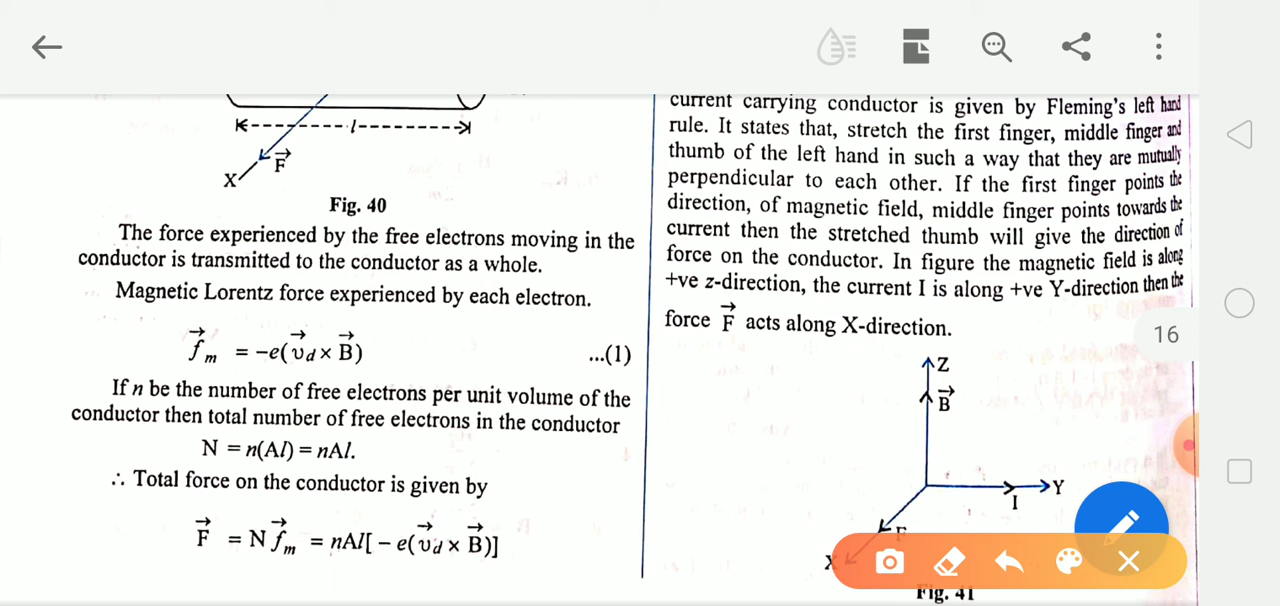 l
F
X
Fig. 40
The force experienced by the free electrons moving in the
conductor is transmitted to the conductor as a whole.
Magnetic Lorentz force experienced by each electron.
f⃗m = –e(v⃗d × B⃗) ...(1)
If n be the number of free electrons per unit volume of the
conductor then total number of free electrons in the conductor
N = n(Al) = nAl.
∴ Total force on the conductor is given by
F⃗ = N f⃗m = nAl[ – e(v⃗d × B⃗)]
current carrying conductor is given by Fleming's left hand
rule. It states that, stretch the first finger, middle finger and
thumb of the left hand in such a way that they are mutually
perpendicular to each other. If the first finger points the
direction, of magnetic field, middle finger points towards the
current then the stretched thumb will give the direction of
force on the conductor. In figure the magnetic field is along
+ve z-direction, the current I is along +ve Y-direction then the
force F⃗ acts along X-direction.
16
Z
B⃗
Y
I
F
X
Fig. 41